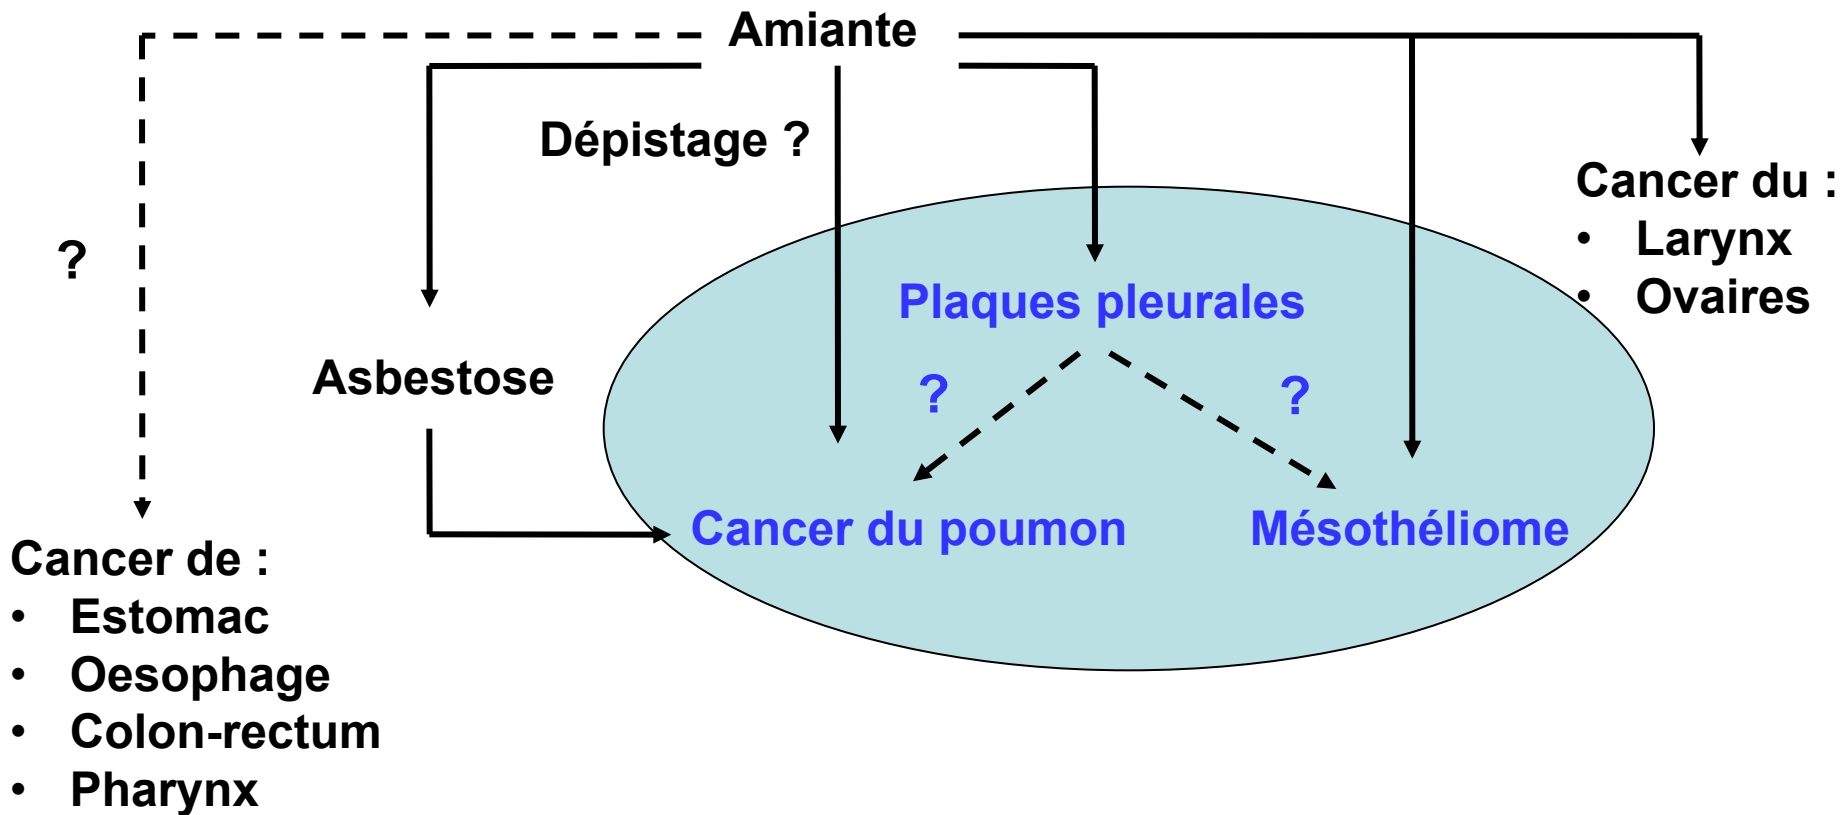 Amiante
Dépistage ?
Cancer du :
• Larynx
• Ovaires
?
Plaques pleurales
Asbestose
?
?
Cancer du poumon
Mésothéliome
Cancer de :
• Estomac
• Oesophage
• Colon-rectum
• Pharynx